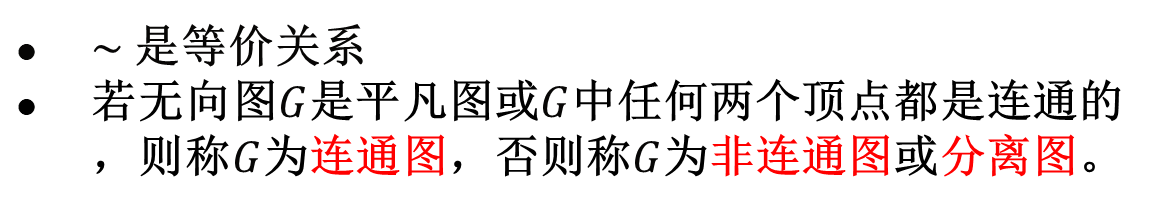 • ~ 是等价关系
• 若无向图𝐺是平凡图或𝐺中任何两个顶点都是连通的
，则称𝐺为连通图，否则称𝐺为非连通图或分离图。